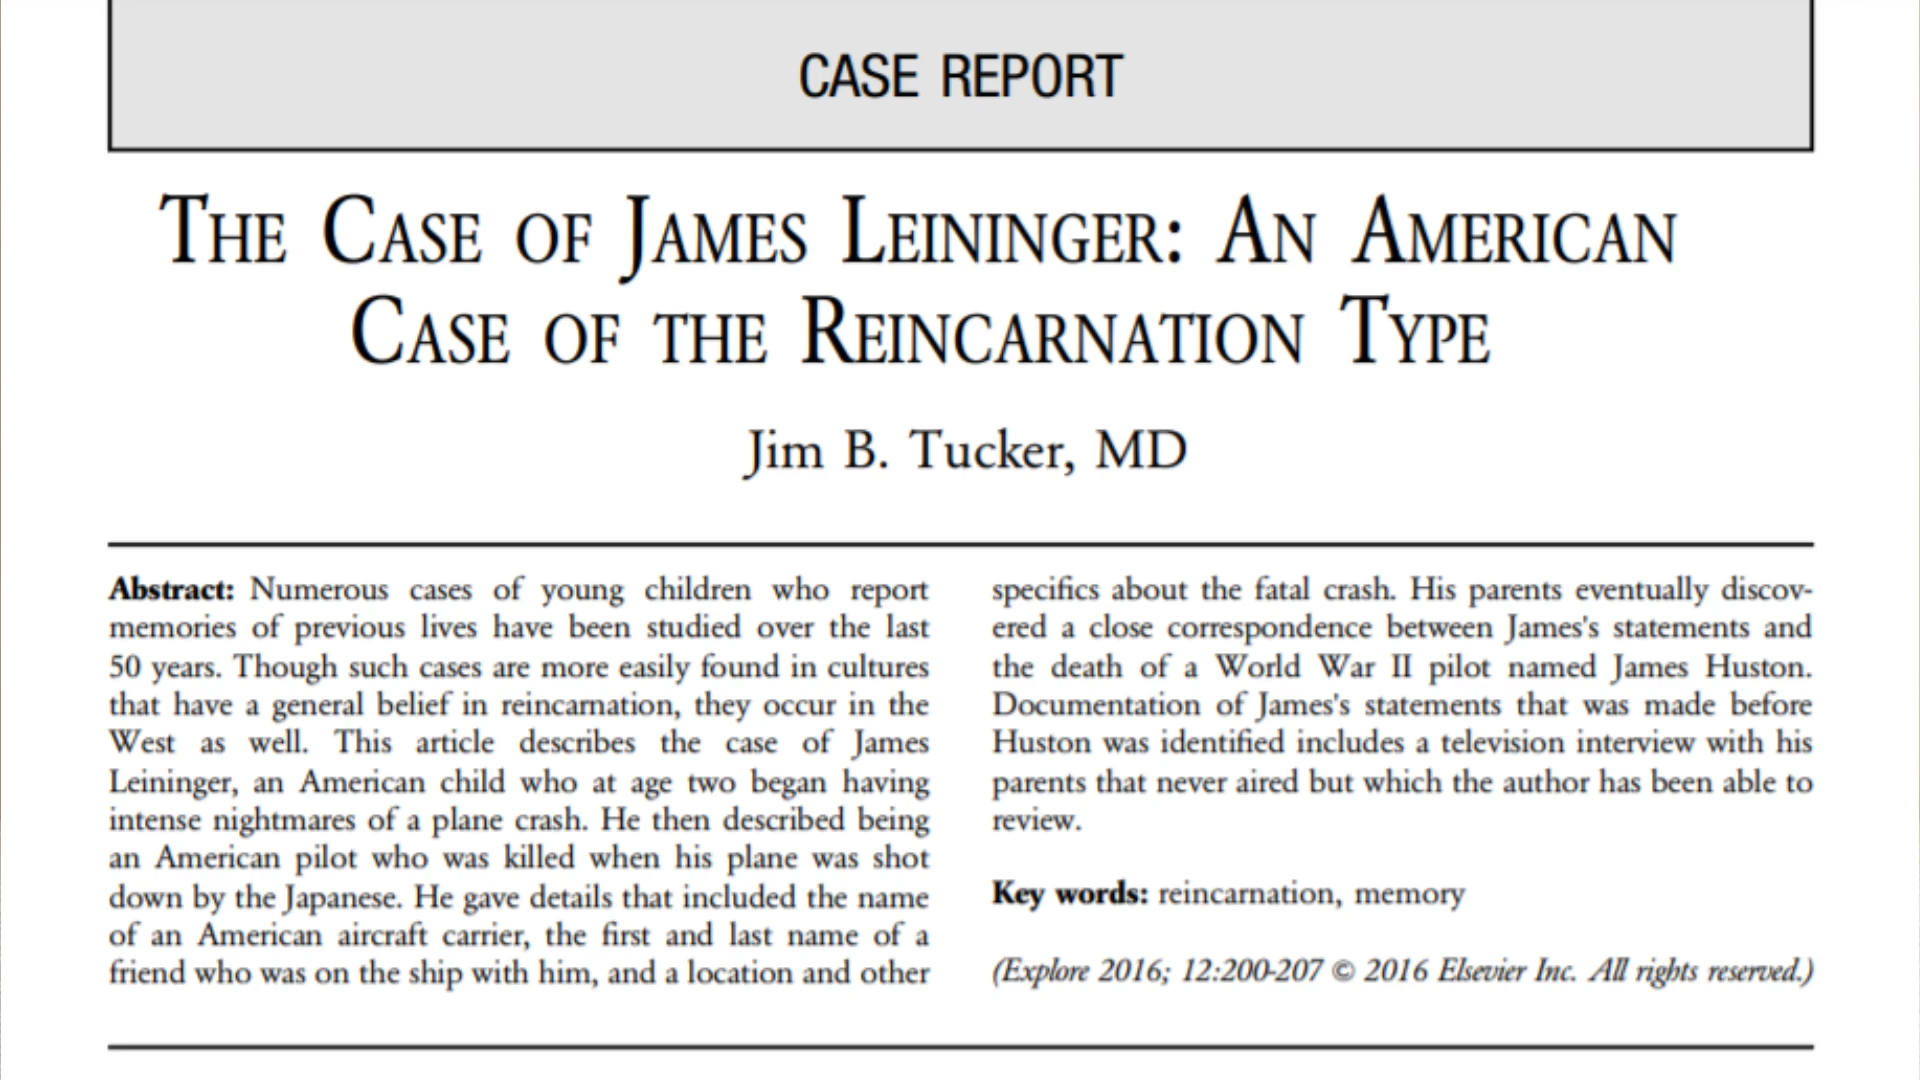 CASE REPORT
THE CASE OF JAMES LEININGER: AN AMERICAN
CASE OF THE REINCARNATION TYPE
Jim B. Tucker, MD
Abstract: Numerous cases of young children who report
memories of previous lives have been studied over the last
50 years. Though such cases are more easily found in cultures
that have a general belief in reincarnation, they occur in the
West as well. This article describes the case of James
Leininger, an American child who at age two began having
intense nightmares of a plane crash. He then described being
an American pilot who was killed when his plane was shot
down by the Japanese. He gave details that included the name
of an American aircraft carrier, the first and last name of a
friend who was on the ship with him, and a location and other
specifics about the fatal crash. His parents eventually discov-
ered a close correspondence between James's statements and
the death of a World War II pilot named James Huston.
Documentation of James's statements that was made before
Huston was identified includes a television interview with his
parents that never aired but which the author has been able to
review.
Key words: reincarnation, memory
(Explore 2016; 12:200-207 © 2016 Elsevier Inc. All rights reserved.)